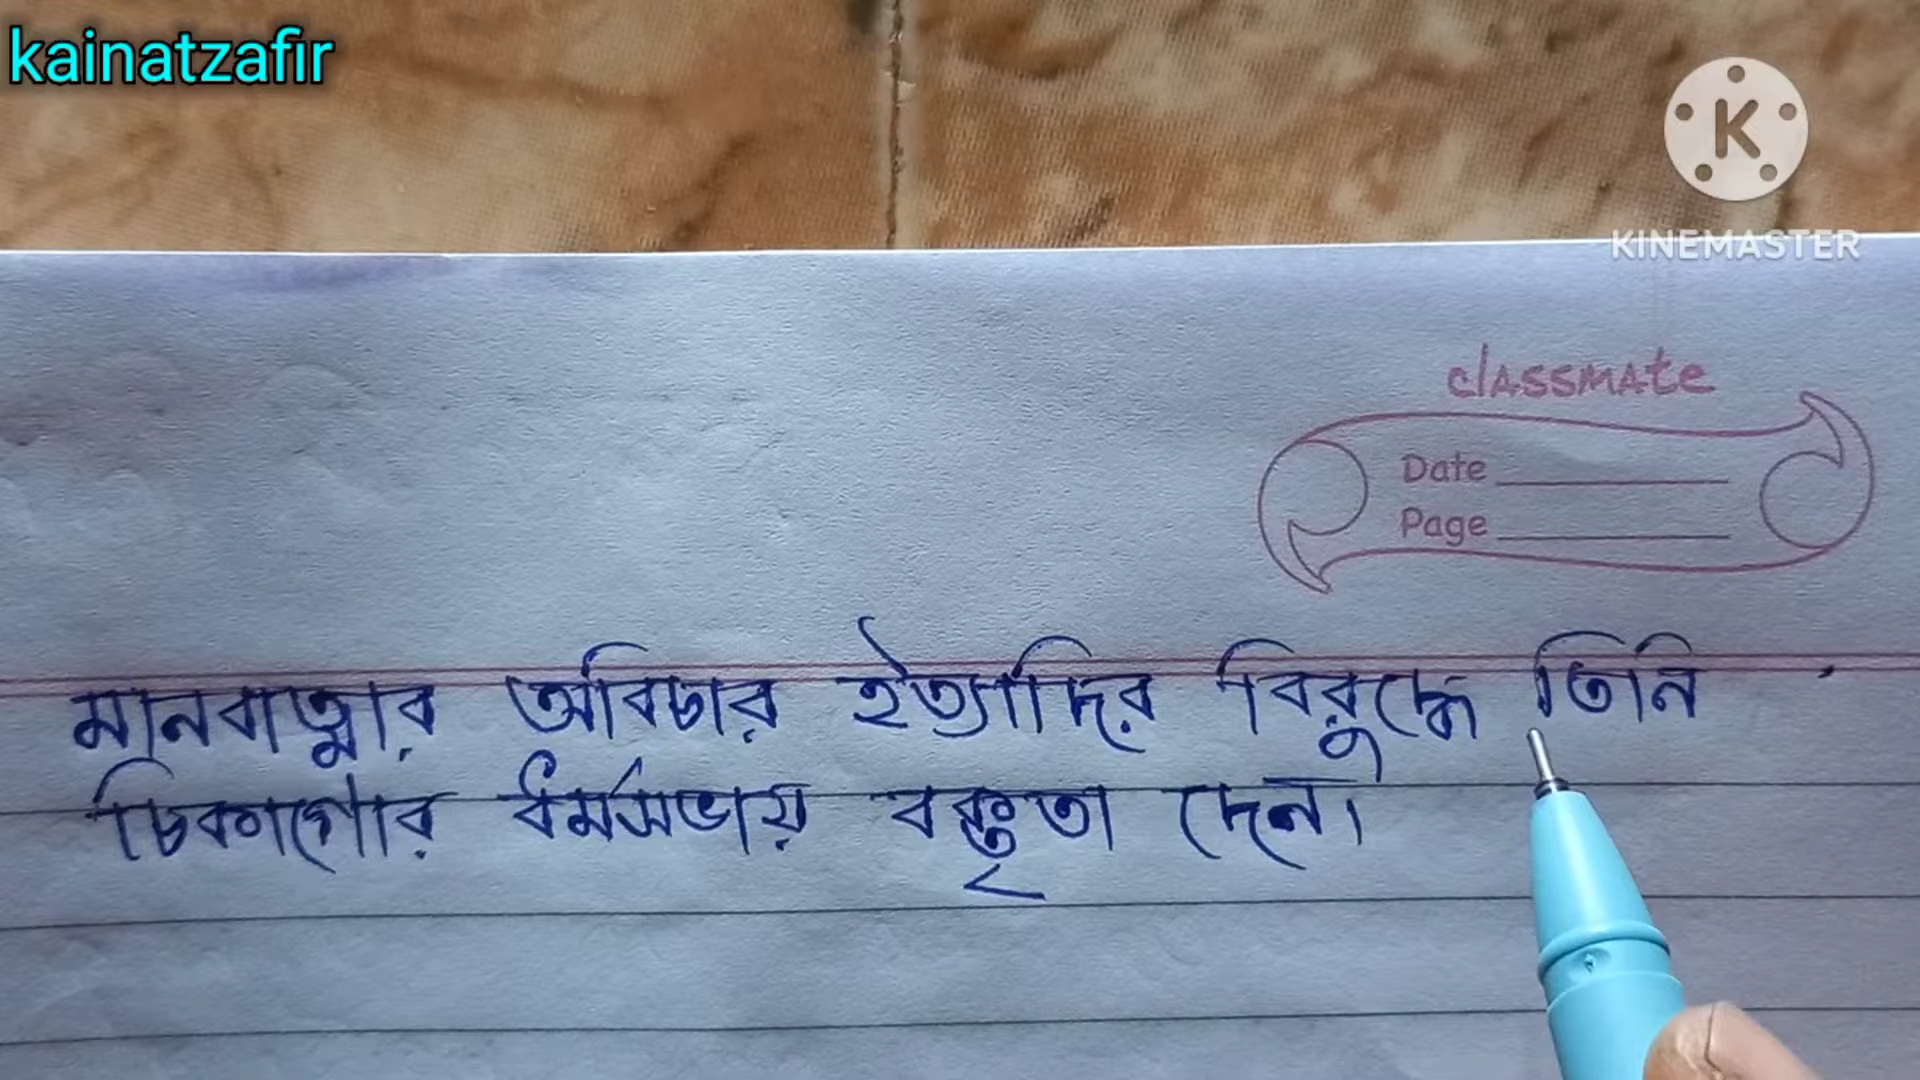 kainatzafir
K
KINEMASTER
classmate
Date
Page
মানবাত্মার অবিচার ইত্যাদির বিরুদ্ধে তিনি
চিকাগোর ধর্মসভায় বক্তৃতা দেন।